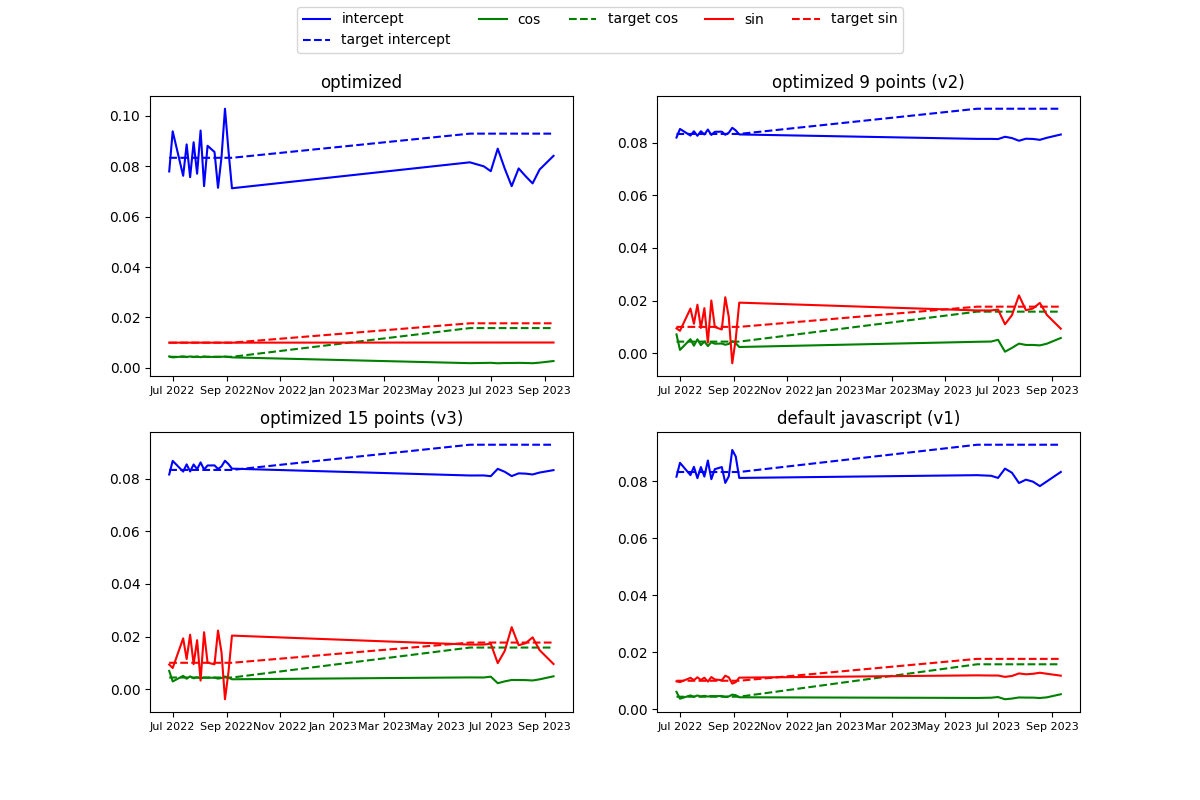 intercept cos target cos sin target sin
target intercept
optimized
0.10
0.08
0.06
0.04
0.02
0.00
Jul 2022 Sep 2022 Nov 2022 Jan 2023 Mar 2023 May 2023 Jul 2023 Sep 2023
optimized 9 points (v2)
0.08
0.06
0.04
0.02
0.00
Jul 2022 Sep 2022 Nov 2022 Jan 2023 Mar 2023 May 2023 Jul 2023 Sep 2023
optimized 15 points (v3)
0.08
0.06
0.04
0.02
0.00
Jul 2022 Sep 2022 Nov 2022 Jan 2023 Mar 2023 May 2023 Jul 2023 Sep 2023
default javascript (v1)
0.08
0.06
0.04
0.02
0.00
Jul 2022 Sep 2022 Nov 2022 Jan 2023 Mar 2023 May 2023 Jul 2023 Sep 2023